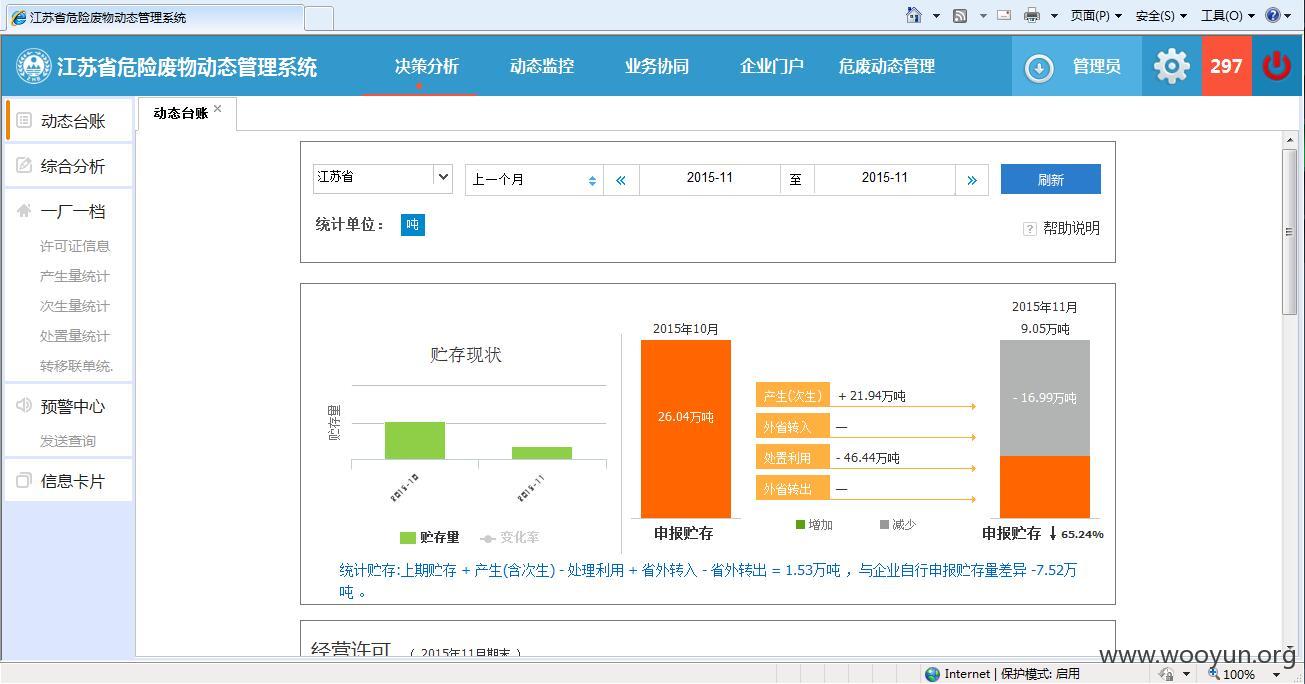 江苏省危险废物动态管理系统
页面(P) 安全(S) 工具(O)
江苏省危险废物动态管理系统
决策分析 动态监控 业务协同 企业门户 危废动态管理 管理员 297
动态台账
综合分析
一厂一档
许可证信息
产生量统计
次生量统计
处置量统计
转移联单统.
预警中心
发送查询
信息卡片
动态台账 ×
江苏省 上一个月 « 2015-11 至 2015-11 » 刷新
统计单位： 吨
? 帮助说明
贮存现状
贮存量
2015-10 2015-11
贮存量 变化率
2015年10月
26.04万吨
申报贮存
产生(次生) + 21.94万吨
外省转入 —
处置利用 - 46.44万吨
外省转出 —
增加 减少
2015年11月
9.05万吨
- 16.99万吨
申报贮存 ↓ 65.24%
统计贮存:上期贮存 + 产生(含次生) - 处理利用 + 省外转入 - 省外转出 = 1.53万吨 ，与企业自行申报贮存量差异 -7.52万
吨 。
经营许可 ( 2015年11月期末 )
www.wooyun.org
Internet | 保护模式: 启用 100%